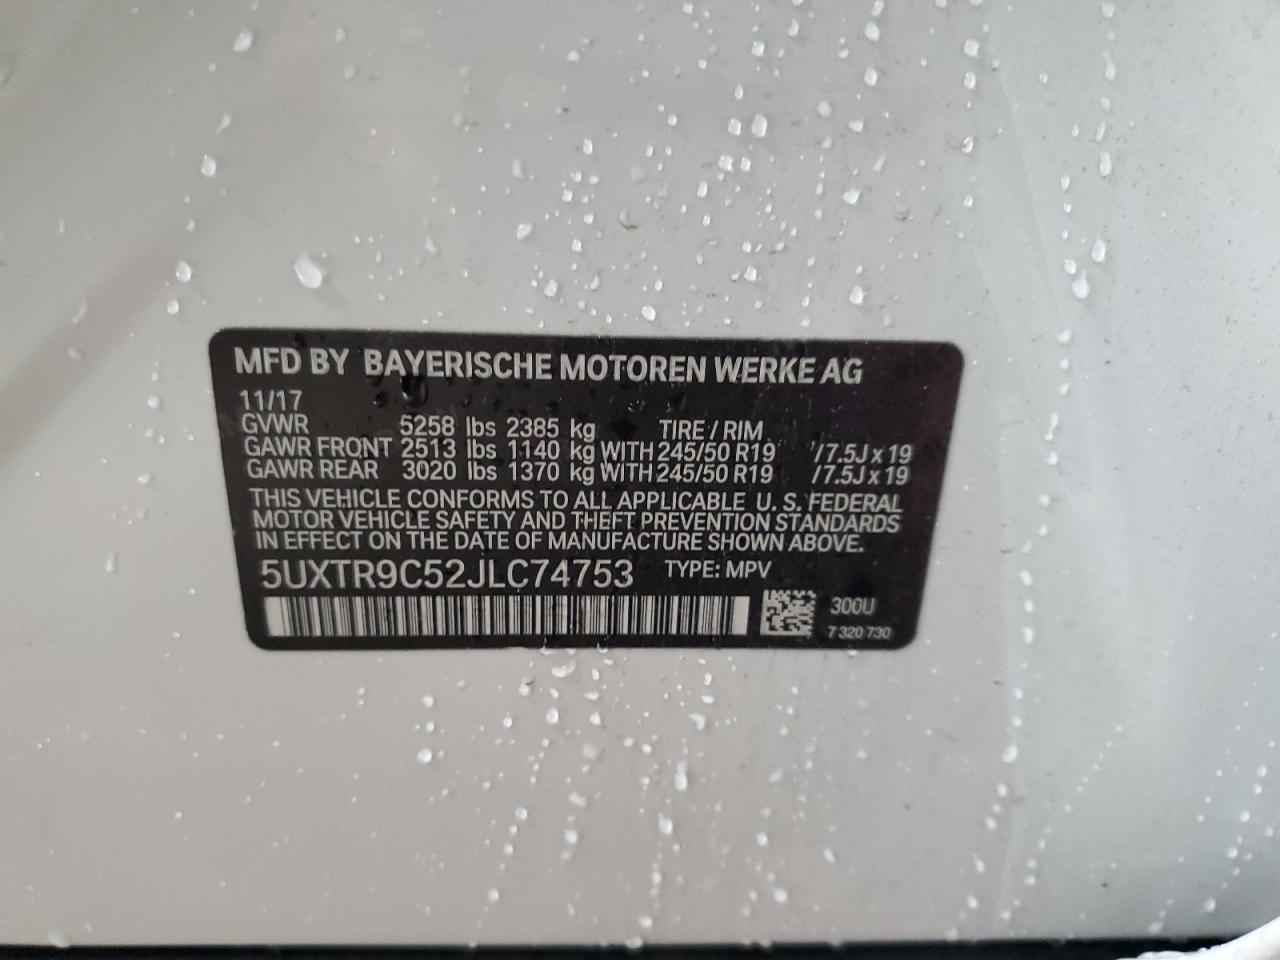 MFD BY BAYERISCHE MOTOREN WERKE AG
11/17
GVWR 5258 lbs 2385 kg TIRE / RIM
GAWR FRONT 2513 lbs 1140 kg WITH 245/50 R19 /7.5J x 19
GAWR REAR 3020 lbs 1370 kg WITH 245/50 R19 /7.5J x 19
THIS VEHICLE CONFORMS TO ALL APPLICABLE U. S. FEDERAL
MOTOR VEHICLE SAFETY AND THEFT PREVENTION STANDARDS
IN EFFECT ON THE DATE OF MANUFACTURE SHOWN ABOVE.
5UXTR9C52JLC74753 TYPE: MPV
300U
7 320 730